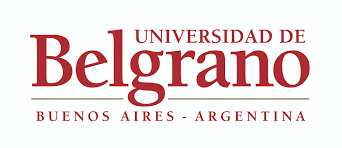 UNIVERSIDAD DE
Belgrano
BUENOS AIRES - ARGENTINA